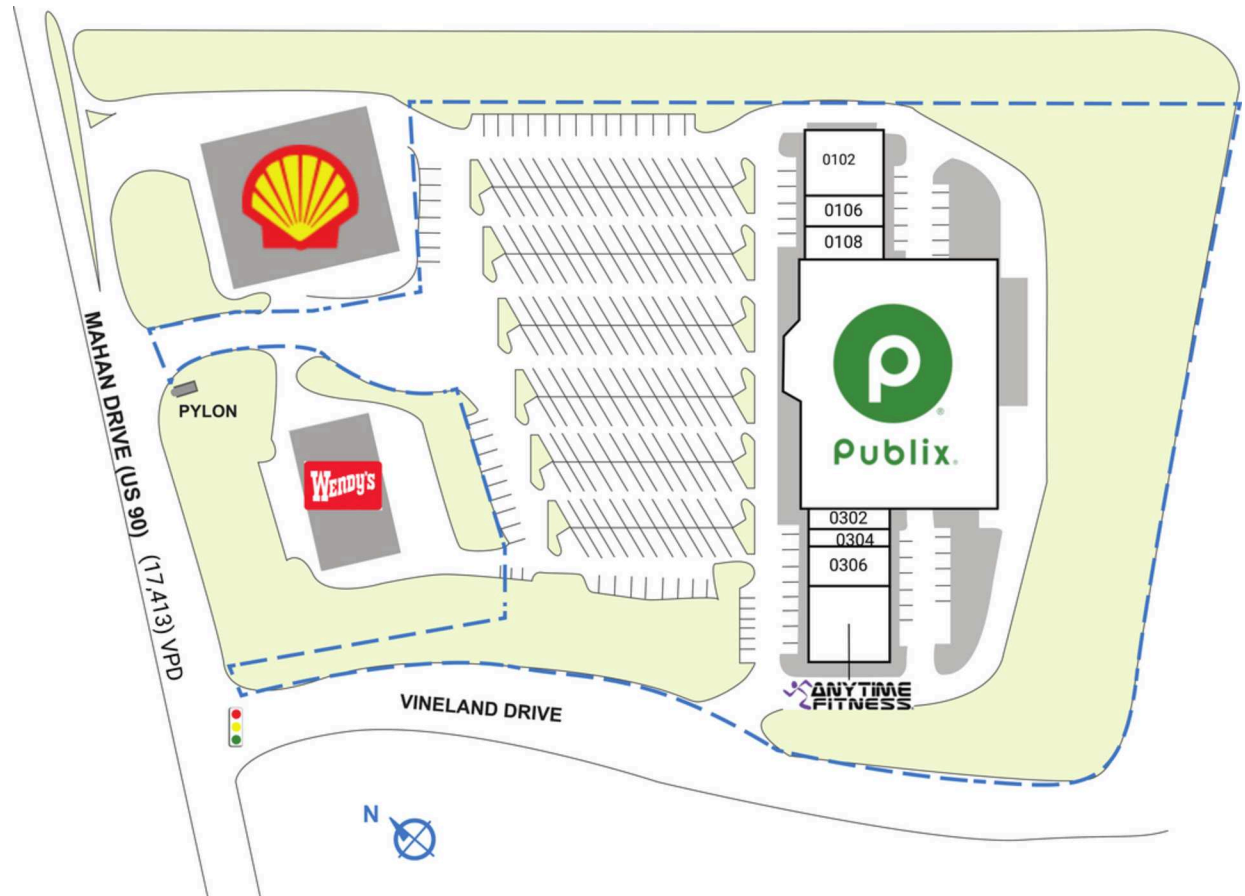 0102
0106
0108
MAHAN DRIVE (US 90) (17,413) VPD
PYLON
Publix®
WENDY'S
0302
0304
0306
ANYTIME
FITNESS
VINELAND DRIVE
N